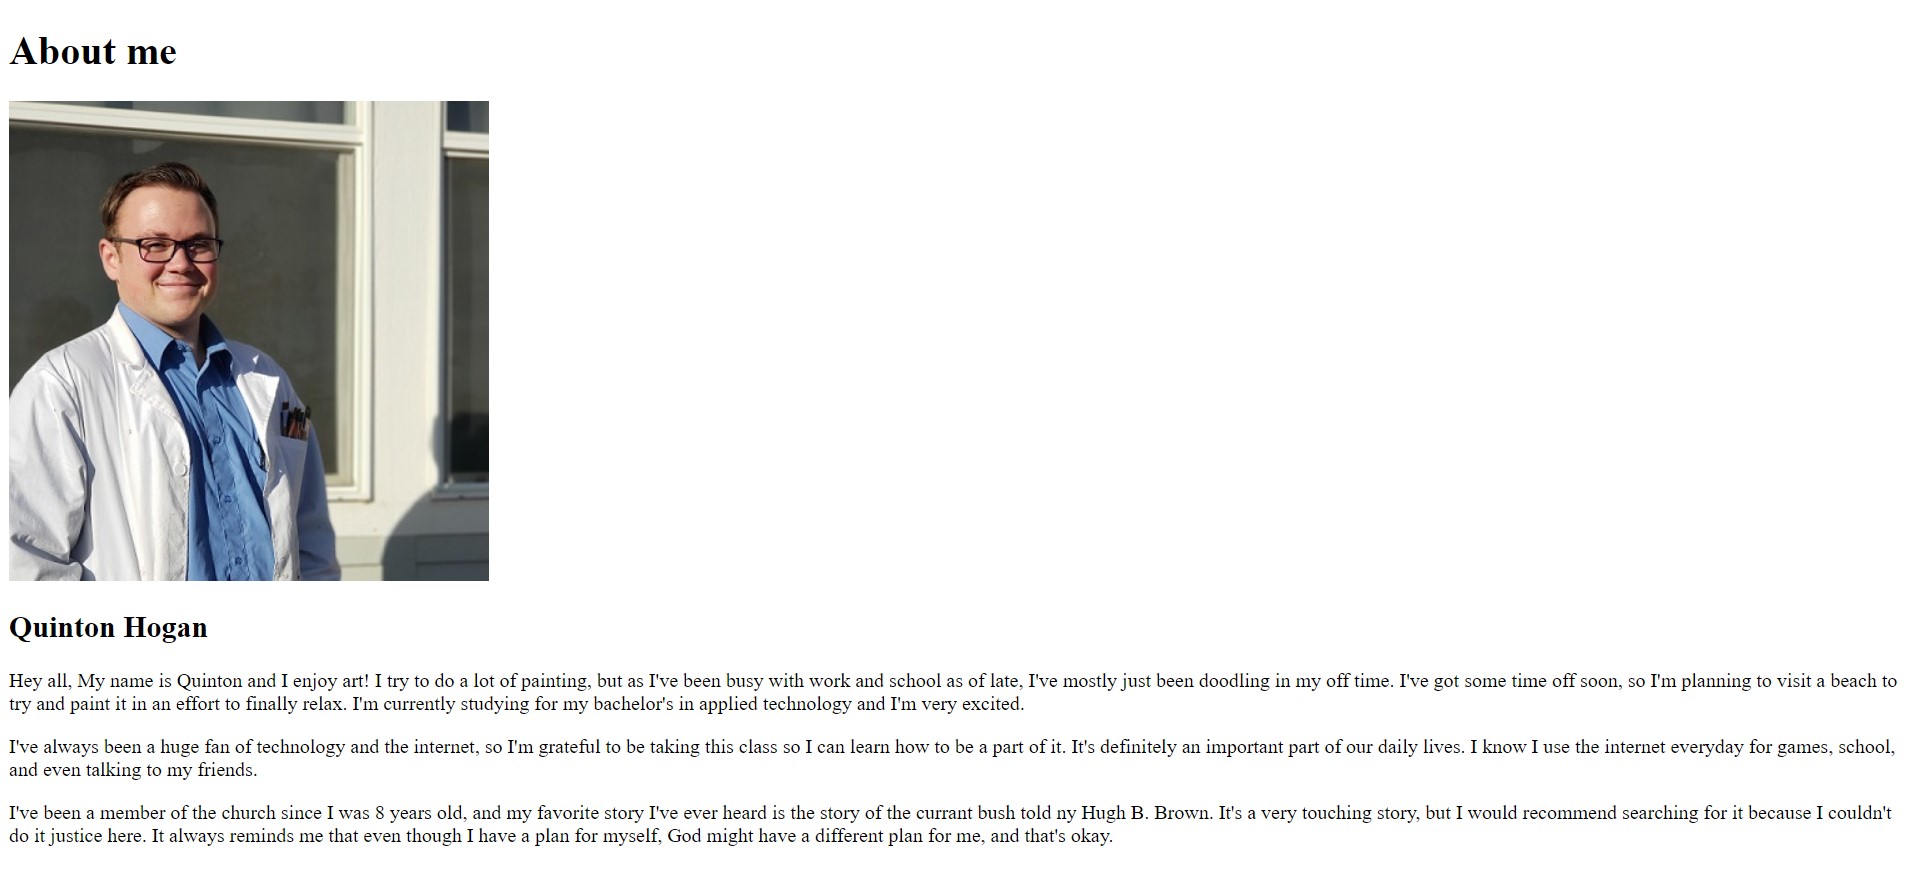 About me
Quinton Hogan
Hey all, My name is Quinton and I enjoy art! I try to do a lot of painting, but as I've been busy with work and school as of late, I've mostly just been doodling in my off time. I've got some time off soon, so I'm planning to visit a beach to
try and paint it in an effort to finally relax. I'm currently studying for my bachelor's in applied technology and I'm very excited.
I've always been a huge fan of technology and the internet, so I'm grateful to be taking this class so I can learn how to be a part of it. It's definitely an important part of our daily lives. I know I use the internet everyday for games, school,
and even talking to my friends.
I've been a member of the church since I was 8 years old, and my favorite story I've ever heard is the story of the currant bush told ny Hugh B. Brown. It's a very touching story, but I would recommend searching for it because I couldn't
do it justice here. It always reminds me that even though I have a plan for myself, God might have a different plan for me, and that's okay.